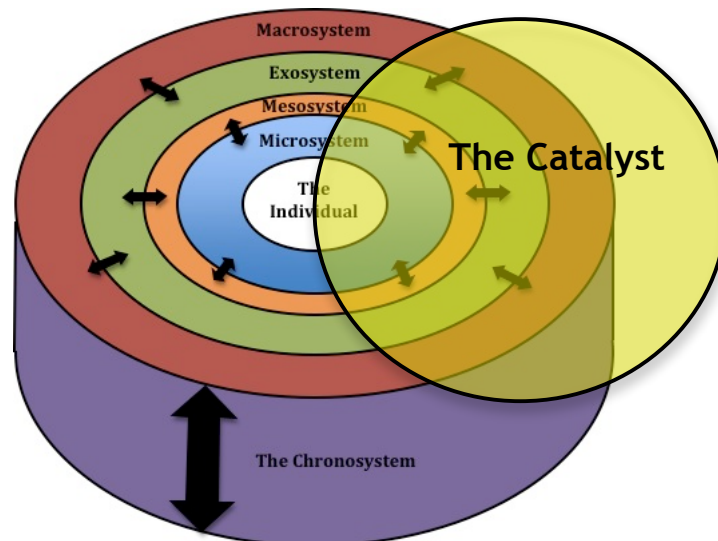 Macrosystem
Exosystem
Mesosystem
Microsystem
The Catalyst
The
Individual
The Chronosystem